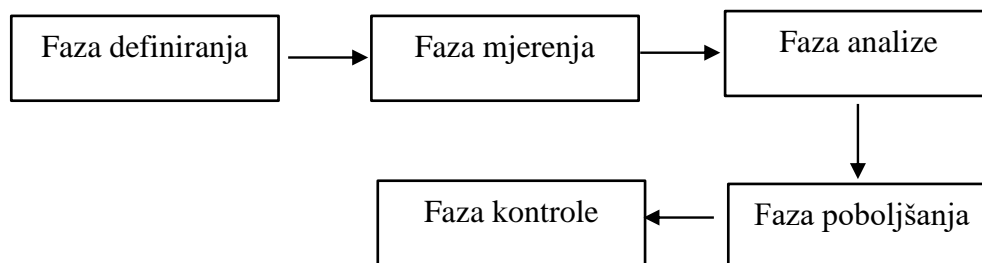 Faza definiranja
Faza mjerenja
Faza analize
Faza poboljšanja
Faza kontrole